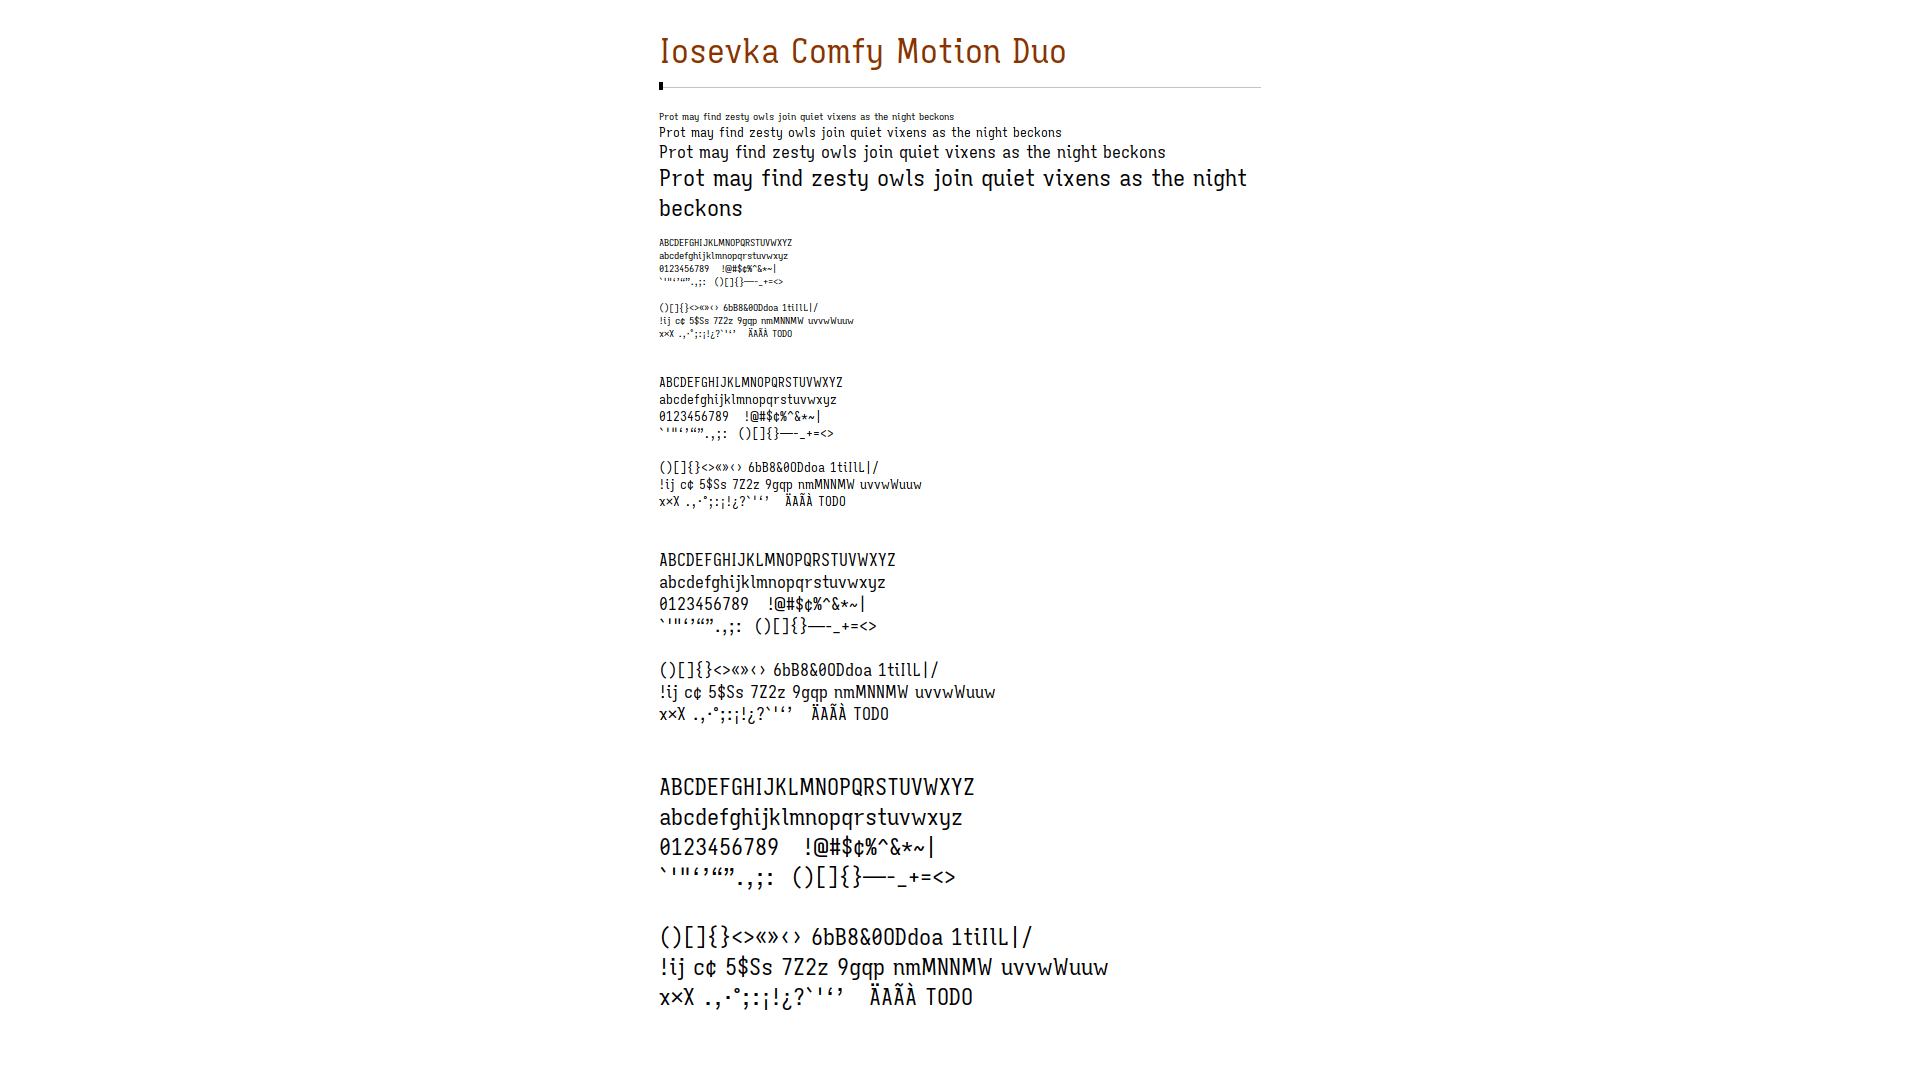 Iosevka Comfy Motion Duo
Prot may find zesty owls join quiet vixens as the night beckons
Prot may find zesty owls join quiet vixens as the night beckons
Prot may find zesty owls join quiet vixens as the night beckons
Prot may find zesty owls join quiet vixens as the night
beckons
ABCDEFGHIJKLMNOPQRSTUVWXYZ
abcdefghijklmnopqrstuvwxyz
0123456789  !@#$¢%^&*~|
`'"‘’“”.,;:  ()[]{}—–-_+=<>
()[]{}<>«»‹› 6bB8&0ODdoa 1tiIlL|/
!ij c¢ 5$Ss 7Z2z 9gqp nmMNNMW uvvwWuuw
x×X .,·°;:¡!¿?`'‘’  ÄAÃÀ TODO
ABCDEFGHIJKLMNOPQRSTUVWXYZ
abcdefghijklmnopqrstuvwxyz
0123456789  !@#$¢%^&*~|
`'"‘’“”.,;:  ()[]{}—–-_+=<>
()[]{}<>«»‹› 6bB8&0ODdoa 1tiIlL|/
!ij c¢ 5$Ss 7Z2z 9gqp nmMNNMW uvvwWuuw
x×X .,·°;:¡!¿?`'‘’  ÄAÃÀ TODO
ABCDEFGHIJKLMNOPQRSTUVWXYZ
abcdefghijklmnopqrstuvwxyz
0123456789  !@#$¢%^&*~|
`'"‘’“”.,;:  ()[]{}—–-_+=<>
()[]{}<>«»‹› 6bB8&0ODdoa 1tiIlL|/
!ij c¢ 5$Ss 7Z2z 9gqp nmMNNMW uvvwWuuw
x×X .,·°;:¡!¿?`'‘’  ÄAÃÀ TODO
ABCDEFGHIJKLMNOPQRSTUVWXYZ
abcdefghijklmnopqrstuvwxyz
0123456789  !@#$¢%^&*~|
`'"‘’“”.,;:  ()[]{}—–-_+=<>
()[]{}<>«»‹› 6bB8&0ODdoa 1tiIlL|/
!ij c¢ 5$Ss 7Z2z 9gqp nmMNNMW uvvwWuuw
x×X .,·°;:¡!¿?`'‘’  ÄAÃÀ TODO